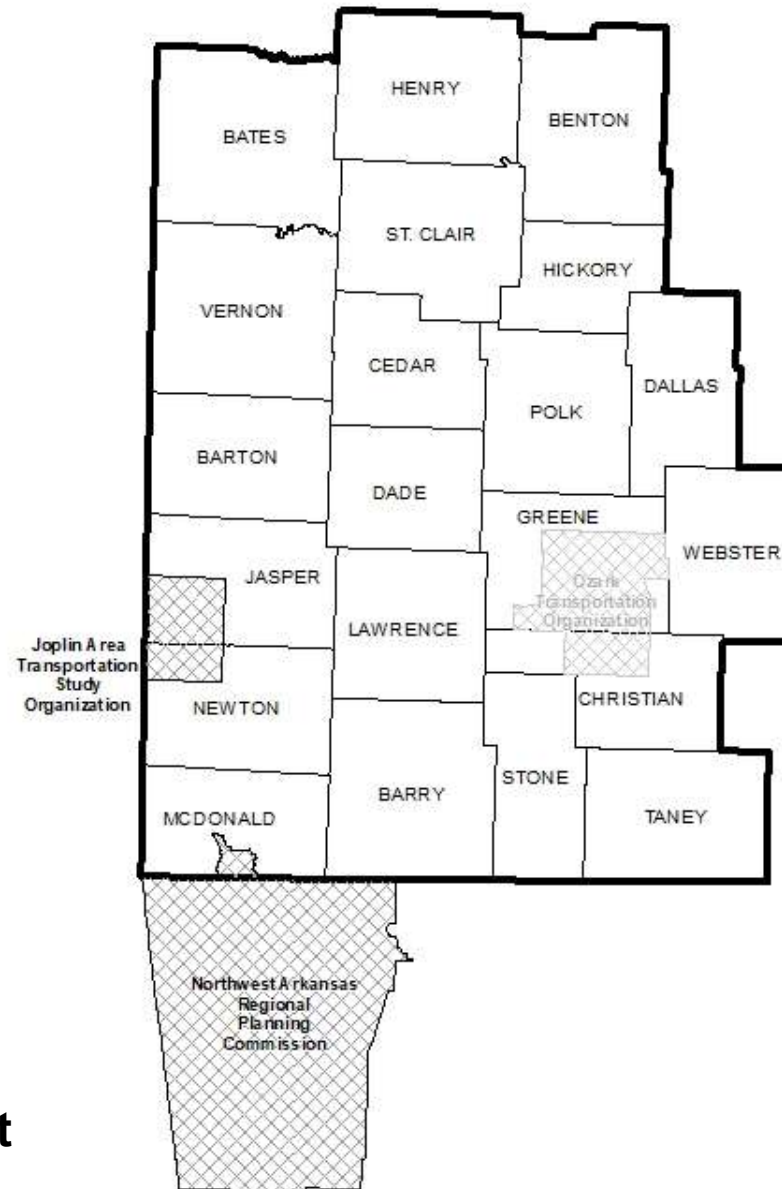 HENRY
BENTON
BATES
ST. CLAIR
HICKORY
VERNON
CEDAR
DALLAS
POLK
BARTON
DADE
GREENE
WEBSTER
JASPER
Ozark
Transportation
Organization
LAWRENCE
Joplin Area
Transportation
Study
Organization
NEWTON
CHRISTIAN
STONE
BARRY
TANEY
MCDONALD
Northwest Arkansas
Regional
Planning
Commission
t